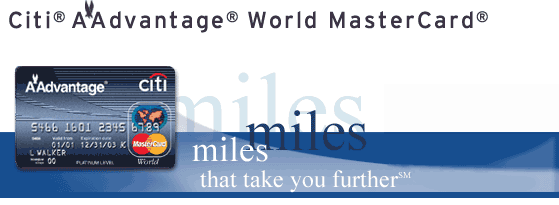 Citi® AAdvantage® World MasterCard®
AAdvantage® citi
miles
miles
5466 1601 2345 6789
01/01 12/31/03 K
MasterCard
L WALKER 00 PLATINUM LEVEL World
miles
that take you further℠